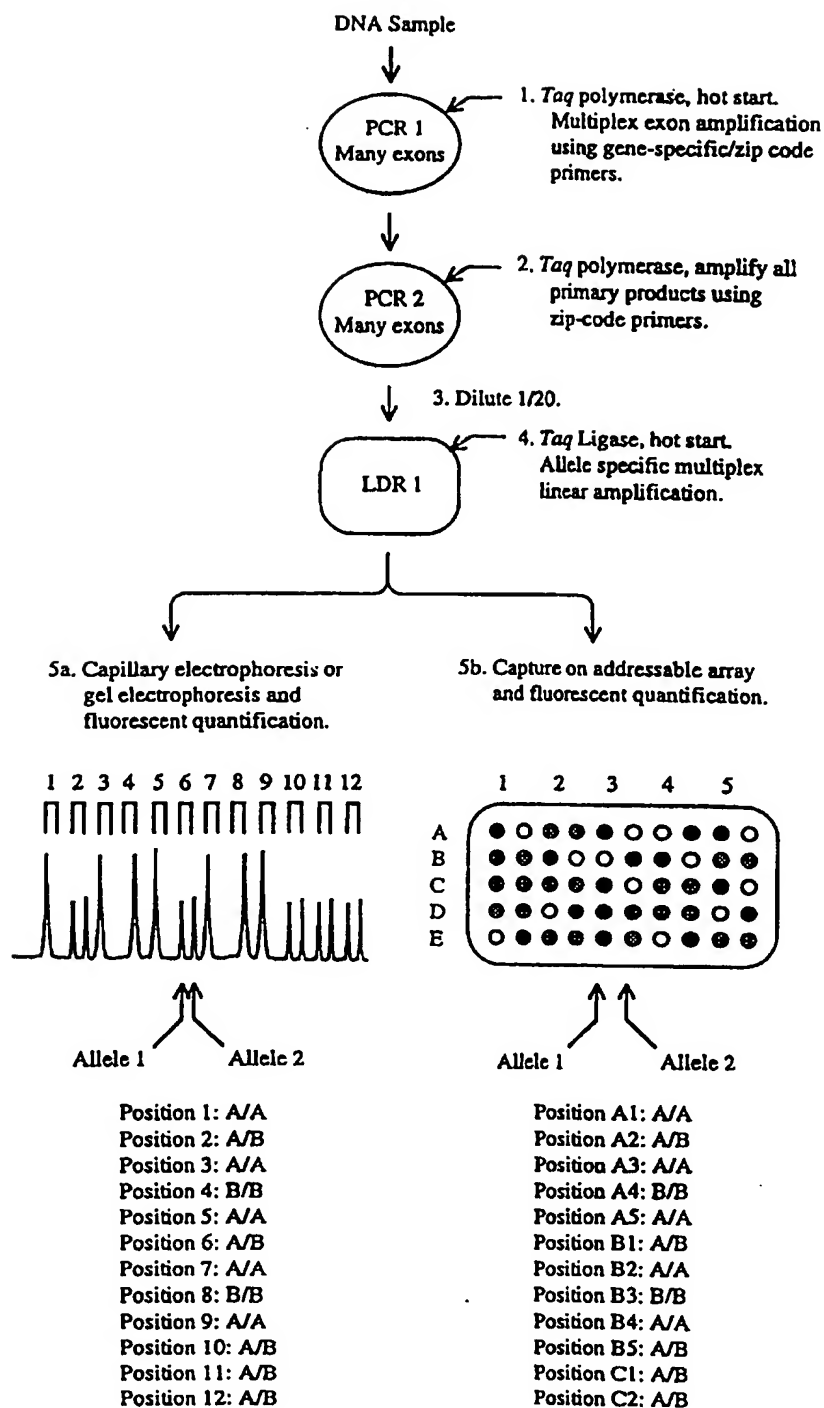 DNA Sample
PCR 1
Many exons
1. Taq polymerase, hot start.
Multiplex exon amplification
using gene-specific/zip code
primers.
PCR 2
Many exons
2. Taq polymerase, amplify all
primary products using
zip-code primers.
3. Dilute 1/20.
LDR 1
4. Taq Ligase, hot start.
Allele specific multiplex
linear amplification.
5a. Capillary electrophoresis or
gel electrophoresis and
fluorescent quantification.
1 2 3 4 5 6 7 8 9 10 11 12
Allele 1 Allele 2
Position 1: A/A
Position 2: A/B
Position 3: A/A
Position 4: B/B
Position 5: A/A
Position 6: A/B
Position 7: A/A
Position 8: B/B
Position 9: A/A
Position 10: A/B
Position 11: A/B
Position 12: A/B
5b. Capture on addressable array
and fluorescent quantification.
1 2 3 4 5
A
B
C
D
E
Allele 1 Allele 2
Position A1: A/A
Position A2: A/B
Position A3: A/A
Position A4: B/B
Position A5: A/A
Position B1: A/B
Position B2: A/A
Position B3: B/B
Position B4: A/A
Position B5: A/B
Position C1: A/B
Position C2: A/B